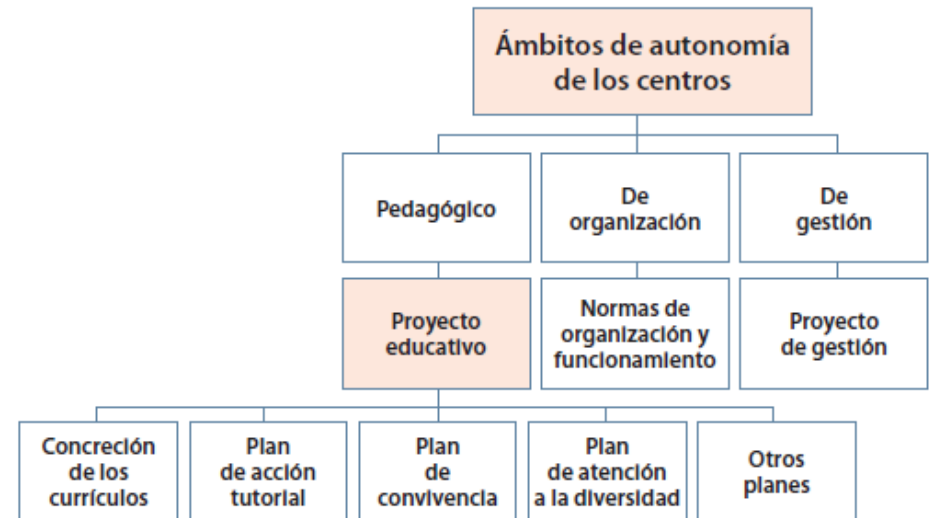 Ámbitos de autonomía
de los centros
Pedagógico
De
organización
De
gestión
Proyecto
educativo
Normas de
organización y
funcionamiento
Proyecto
de gestión
Concreción
de los
currículos
Plan
de acción
tutorial
Plan
de
convivencia
Plan
de atención
a la diversidad
Otros
planes